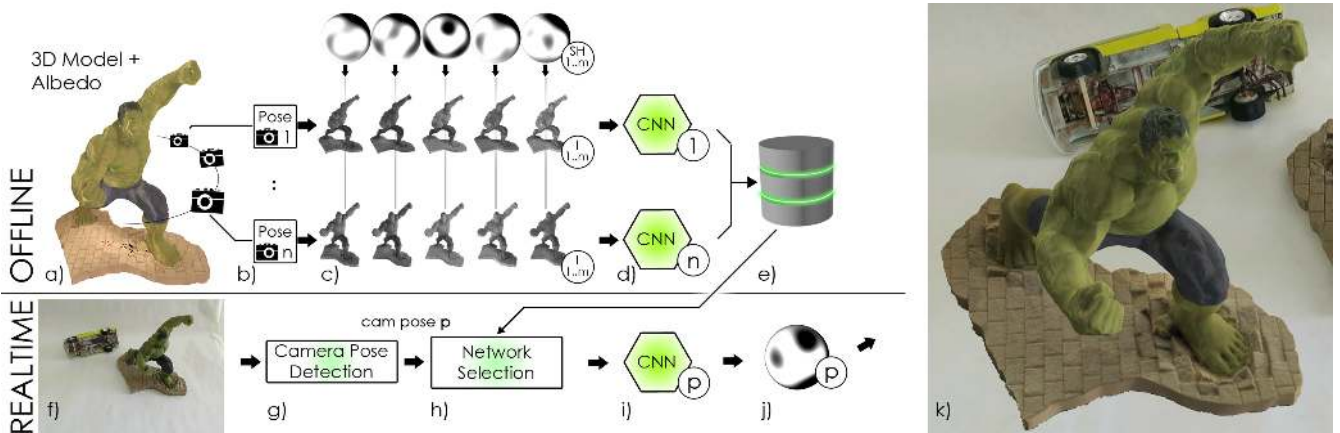 OFFLINE
3D Model +
Albedo
a)
b)
Pose
1
:
Pose
n
c)
SH
1..m
I
1..m
I
1..m
d)
CNN
1
CNN
n
e)
REALTIME
f)
g)
Camera Pose
Detection
cam pose p
h)
Network
Selection
i)
CNN
p
j)
p
k)